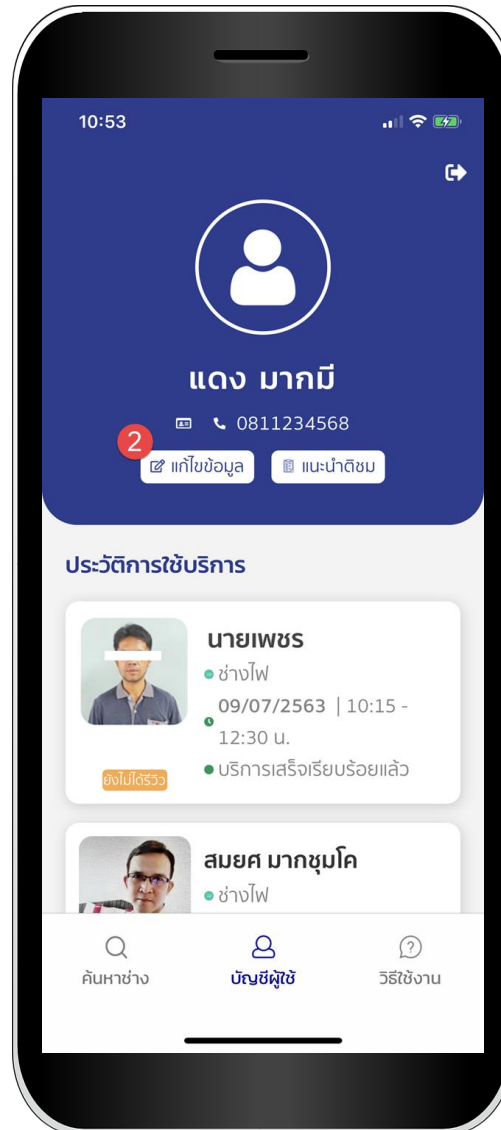 10:53
แดง มากมี
0811234568
2
แก้ไขข้อมูล
แนะนำติชม
ประวัติการใช้บริการ
นายเพชร
ช่างไฟ
09/07/2563 | 10:15 -
12:30 น.
บริการเสร็จเรียบร้อยแล้ว
ยังไม่ได้รีวิว
สมยศ มากชุมโค
ช่างไฟ
ค้นหาช่าง
บัญชีผู้ใช้
วิธีใช้งาน